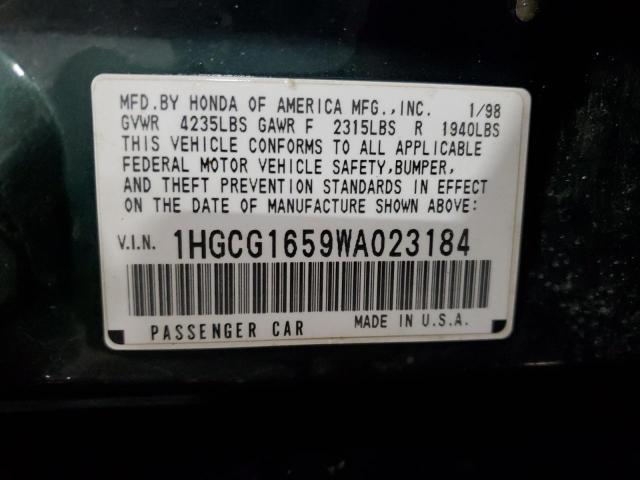 MFD.BY HONDA OF AMERICA MFG.,INC. 1/98
GVWR 4235LBS GAWR F 2315LBS R 1940LBS
THIS VEHICLE CONFORMS TO ALL APPLICABLE
FEDERAL MOTOR VEHICLE SAFETY,BUMPER,
AND THEFT PREVENTION STANDARDS IN EFFECT
ON THE DATE OF MANUFACTURE SHOWN ABOVE:
V.I.N. 1HGCG1659WA023184
PASSENGER CAR MADE IN U.S.A.